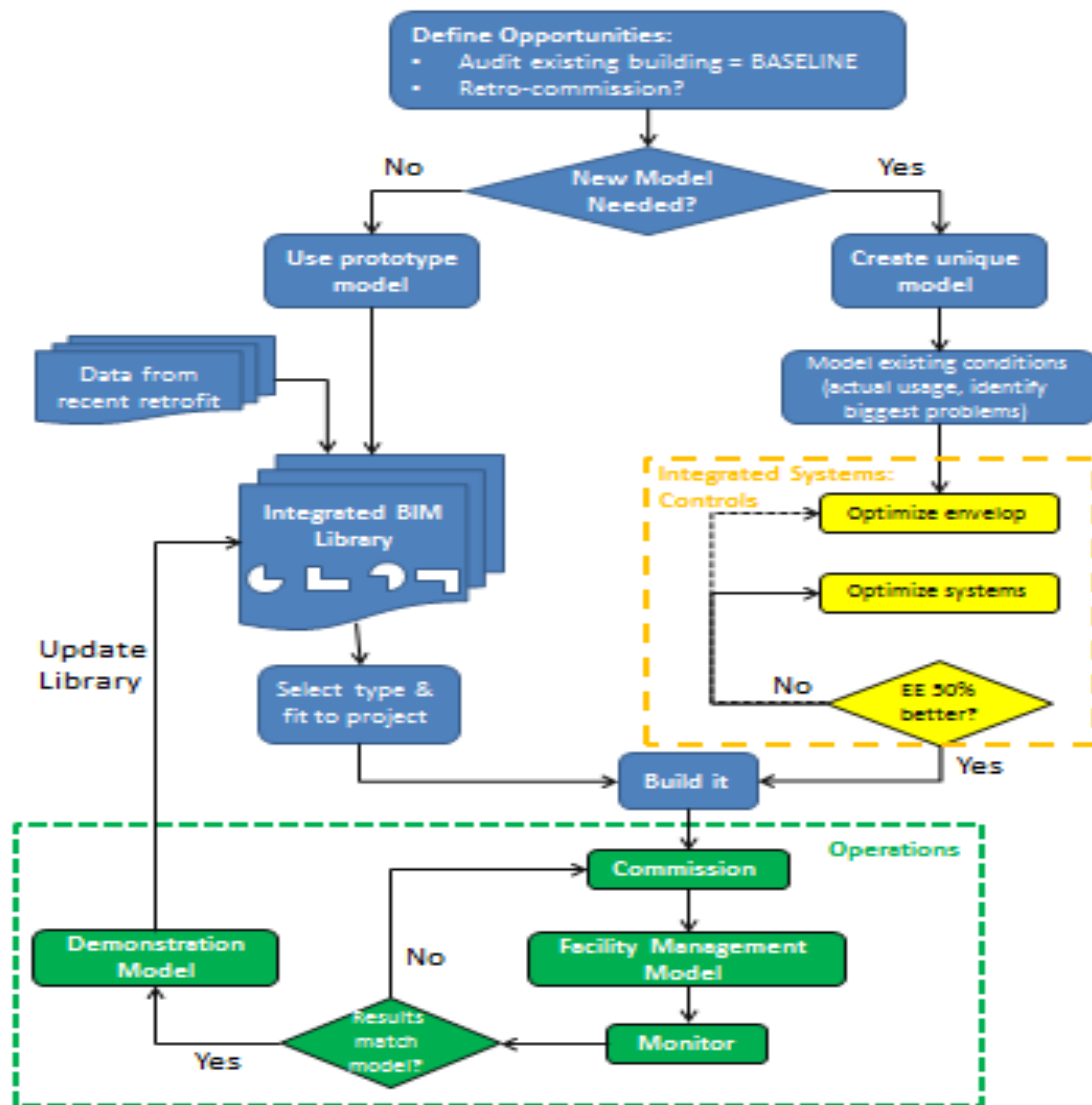 Define Opportunities:
• Audit existing building = BASELINE
• Retro-commission?
No
Yes
New Model
Needed?
Use prototype
model
Create unique
model
Data from
recent retrofit
Model existing conditions
(actual usage, identify
biggest problems)
Integrated Systems:
Controls
Integrated BIM
Library
Optimize envelop
Optimize systems
Update
Library
Select type &
fit to project
No
EE 50%
better?
Yes
Build it
Operations
Commission
Demonstration
Model
No
Facility Management
Model
Results
match
model?
Monitor
Yes